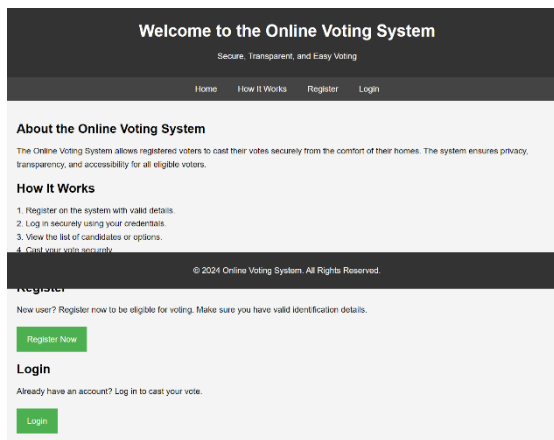 Welcome to the Online Voting System
Secure, Transparent, and Easy Voting
Home How It Works Register Login
About the Online Voting System
The Online Voting System allows registered voters to cast their votes securely from the comfort of their homes. The system ensures privacy,
transparency, and accessibility for all eligible voters.
How It Works
1. Register on the system with valid details.
2. Log in securely using your credentials.
3. View the list of candidates or options.
4. Cast your vote securely
© 2024 Online Voting System. All Rights Reserved.
Register
New user? Register now to be eligible for voting. Make sure you have valid identification details.
Register Now
Login
Already have an account? Log in to cast your vote.
Login